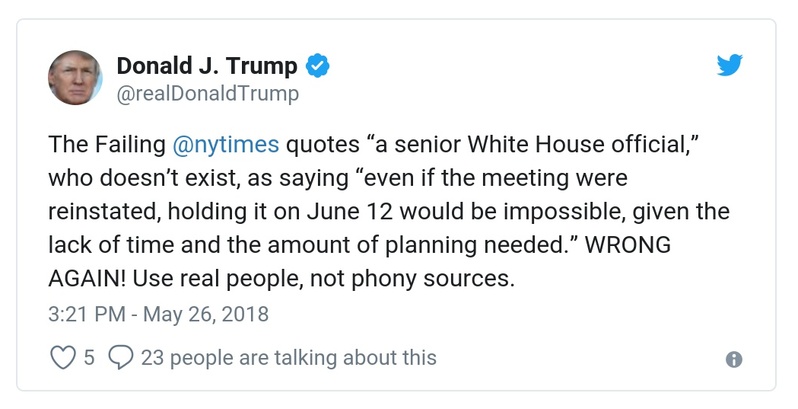 Donald J. Trump
@realDonaldTrump
The Failing @nytimes quotes “a senior White House official,”
who doesn’t exist, as saying “even if the meeting were
reinstated, holding it on June 12 would be impossible, given the
lack of time and the amount of planning needed.” WRONG
AGAIN! Use real people, not phony sources.
3:21 PM - May 26, 2018
5 23 people are talking about this